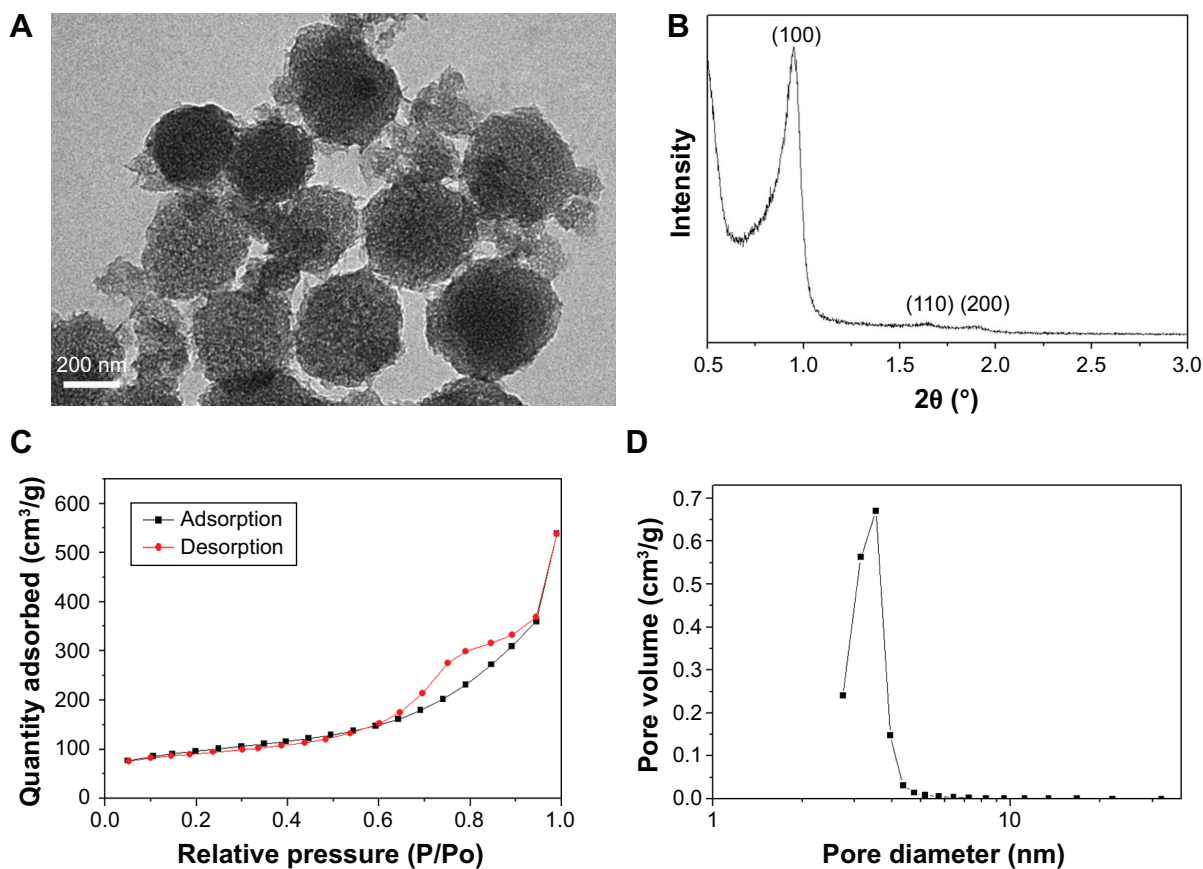 A
200 nm
B
(100)
(110) (200)
Intensity
0.5 1.0 1.5 2.0 2.5 3.0
2θ (°)
C
Quantity adsorbed (cm³/g)
600
500
400
300
200
100
0
Adsorption
Desorption
0.0 0.2 0.4 0.6 0.8 1.0
Relative pressure (P/Po)
D
Pore volume (cm³/g)
0.7
0.6
0.5
0.4
0.3
0.2
0.1
0.0
1 10
Pore diameter (nm)